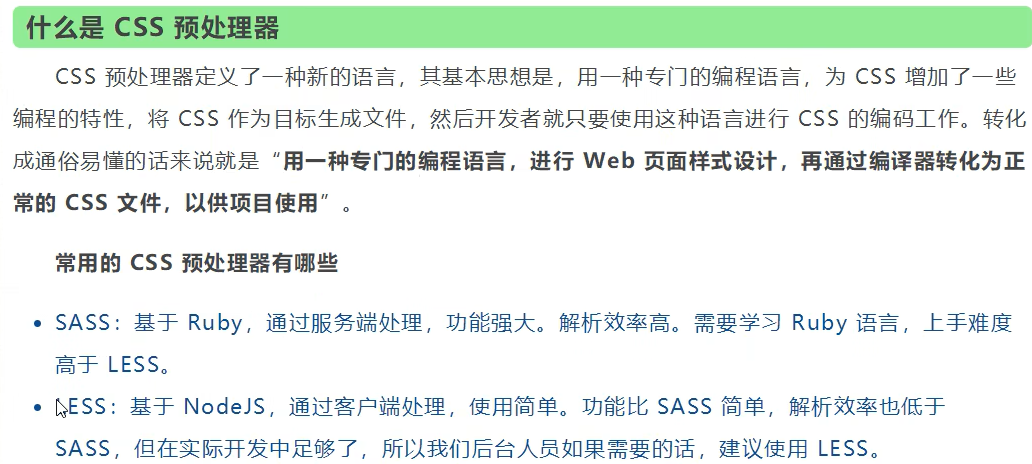 什么是 CSS 预处理器
CSS 预处理器定义了一种新的语言，其基本思想是，用一种专门的编程语言，为 CSS 增加了一些
编程的特性，将 CSS 作为目标生成文件，然后开发者就只要使用这种语言进行 CSS 的编码工作。转化
成通俗易懂的话来说就是“用一种专门的编程语言，进行 Web 页面样式设计，再通过编译器转化为正
常的 CSS 文件，以供项目使用”。
常用的 CSS 预处理器有哪些
• SASS：基于 Ruby，通过服务端处理，功能强大。解析效率高。需要学习 Ruby 语言，上手难度
高于 LESS。
• LESS：基于 NodeJS，通过客户端处理，使用简单。功能比 SASS 简单，解析效率也低于
SASS，但在实际开发中足够了，所以我们后台人员如果需要的话，建议使用 LESS。